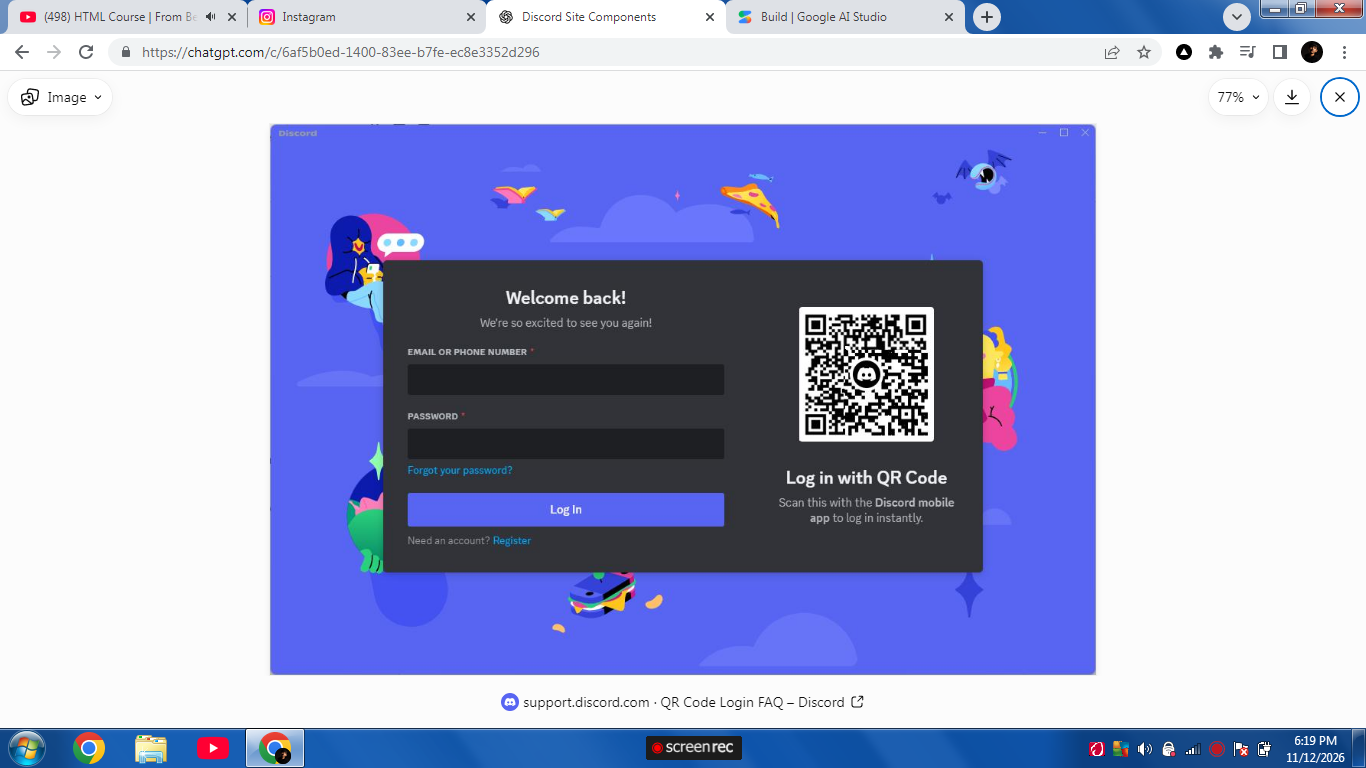 (498) HTML Course | From Be
Instagram
Discord Site Components
Build | Google AI Studio
https://chatgpt.com/c/6af5b0ed-1400-83ee-b7fe-ec8e3352d296
Image
77%
Discord
Welcome back!
We're so excited to see you again!
EMAIL OR PHONE NUMBER *
PASSWORD *
Forgot your password?
Log In
Need an account? Register
Log in with QR Code
Scan this with the Discord mobile
app to log in instantly.
support.discord.com · QR Code Login FAQ – Discord
screenrec
6:19 PM
11/12/2026